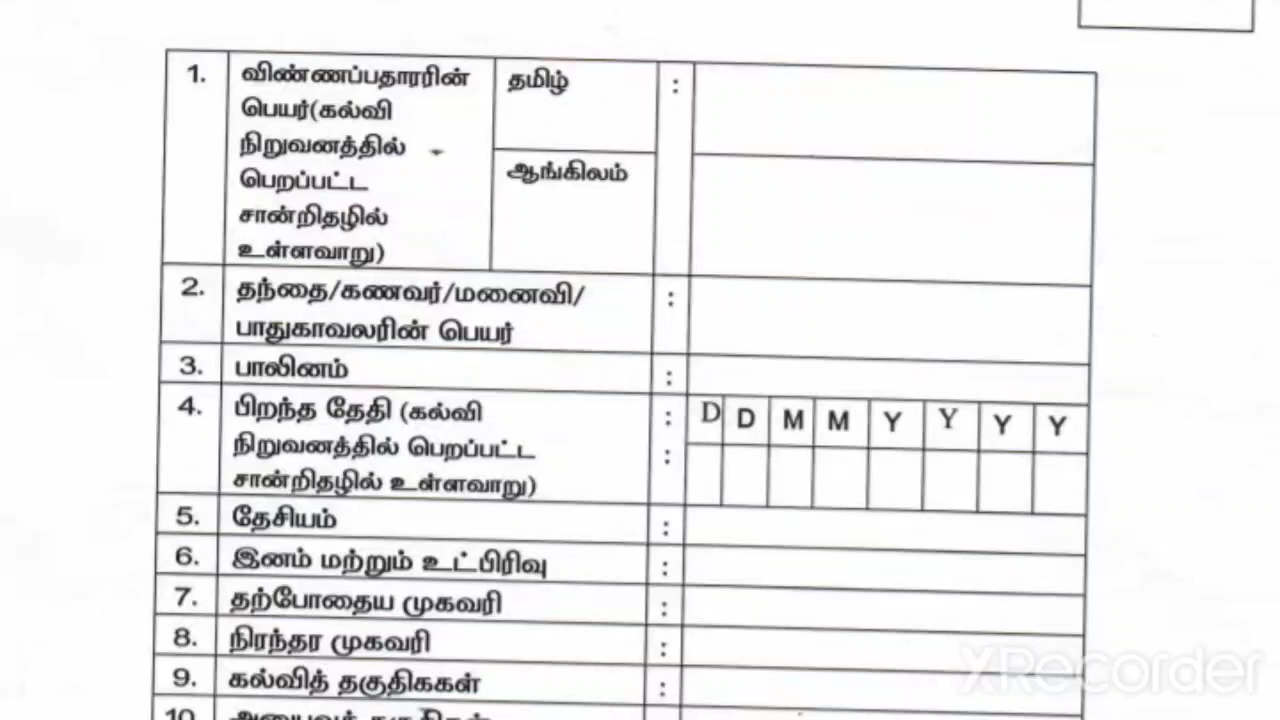 1. விண்ணப்பதாரரின் தமிழ் :
பெயர்(கல்வி
நிறுவனத்தில்
பெறப்பட்ட ஆங்கிலம்
சான்றிதழில்
உள்ளவாறு)
2. தந்தை/கணவர்/மனைவி/ :
பாதுகாவலரின் பெயர்
3. பாலினம் :
4. பிறந்த தேதி (கல்வி : D D M M Y Y Y Y
நிறுவனத்தில் பெறப்பட்ட :
சான்றிதழில் உள்ளவாறு)
5. தேசியம் :
6. இனம் மற்றும் உட்பிரிவு :
7. தற்போதைய முகவரி :
8. நிரந்தர முகவரி :
9. கல்வித் தகுதிககள் :
10.
XRecorder